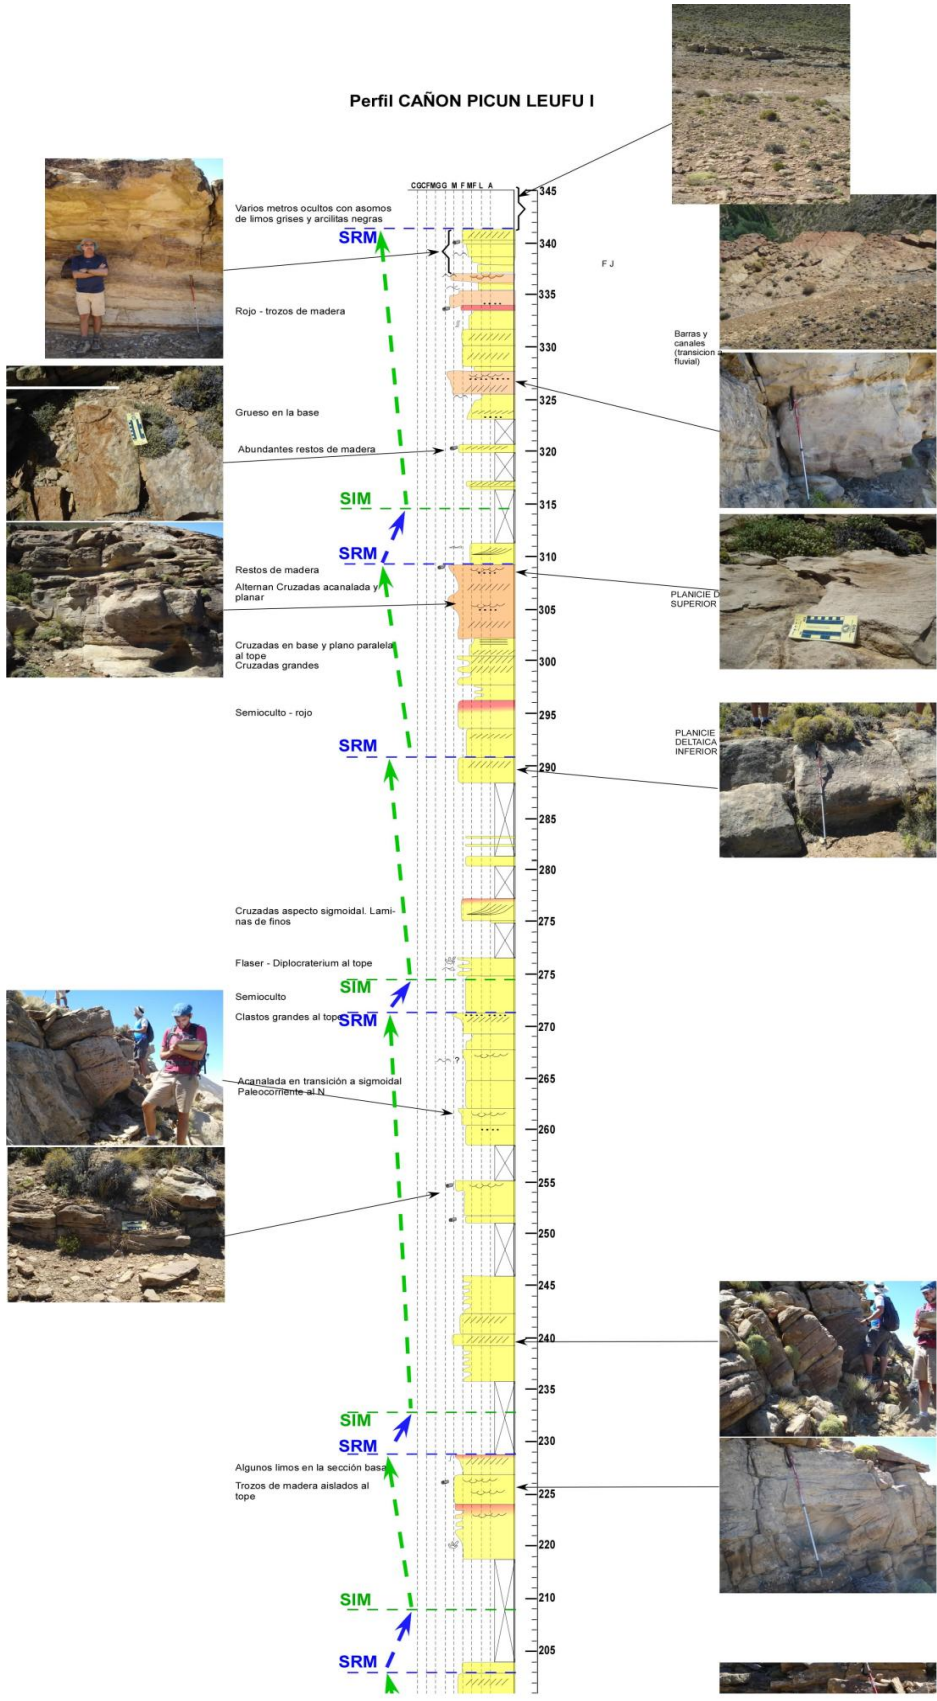 Perfil CAÑON PICUN LEUFU I
CGCFMGG M F MF L A
345
Varios metros ocultos con asomos
de limos grises y arcilitas negras
SRM
340
F J
335
Rojo - trozos de madera
Barras y
canales
(transicion a
fluvial)
330
325
Grueso en la base
Abundantes restos de madera
320
SIM
315
SRM
310
Restos de madera
Alternan Cruzadas acanalada y
planar
PLANICIE D
SUPERIOR
305
Cruzadas en base y plano paralela
al tope
Cruzadas grandes
300
Semioculto - rojo
295
SRM
PLANICIE
DELTAICA
INFERIOR
290
285
280
Cruzadas aspecto sigmoidal. Lami-
nas de finos
275
Flaser - Diplocraterium al tope
275
SIM
Semioculto
Clastos grandes al tope
SRM
270
?
265
Acanalada en transición a sigmoidal
Paleocorriente al N
260
255
250
245
240
235
SIM
SRM
230
Algunos limos en la sección basa
Trozos de madera aislados al
tope
225
220
SIM
210
205
SRM